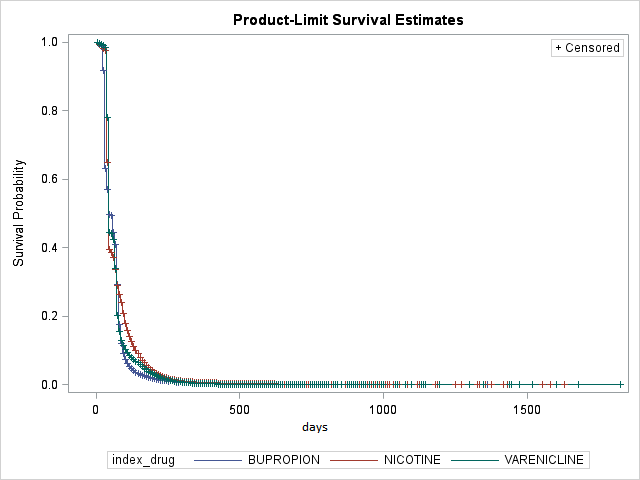 Product-Limit Survival Estimates
+ Censored
1.0
0.8
0.6
0.4
0.2
0.0
Survival Probability
0 500 1000 1500
days
index_drug BUPROPION NICOTINE VARENICLINE